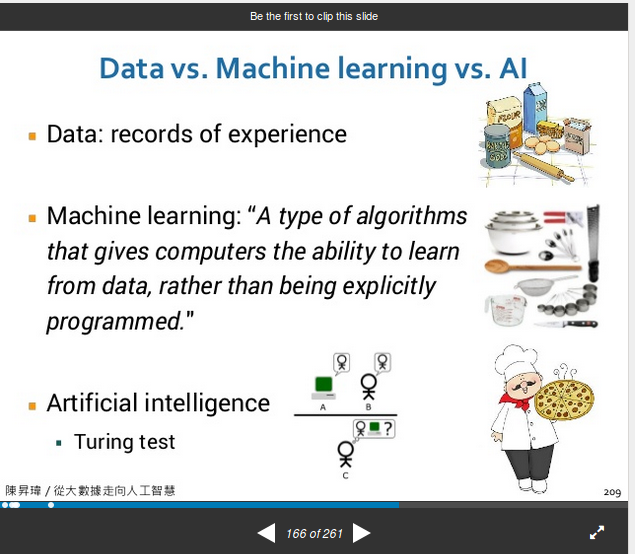 Be the first to clip this slide
Data vs. Machine learning vs. AI
▪ Data: records of experience
FLOUR
BAKING
SODA
▪ Machine learning: “A type of algorithms
that gives computers the ability to learn
from data, rather than being explicitly
programmed."
▪ Artificial intelligence
▪ Turing test
A
B
?
C
陳昇瑋 / 從大數據走向人工智慧
209
166 of 261